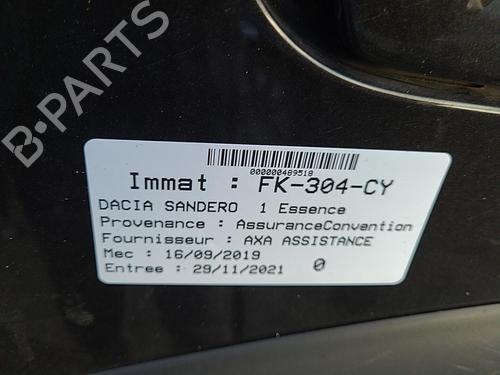 B-PARTS
000000489518
Immat : FK-304-CY
DACIA SANDERO 1 Essence
Provenance : AssuranceConvention
Fournisseur : AXA ASSISTANCE
Mec : 16/09/2019
Entree : 29/11/2021 0